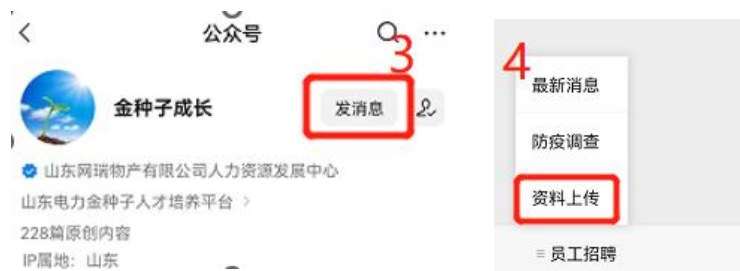 公众号
3
金种子成长
发消息
山东网瑞物产有限公司人力资源发展中心
山东电力金种子人才培养平台
228篇原创内容
IP属地：山东
4
最新消息
防疫调查
资料上传
员工招聘